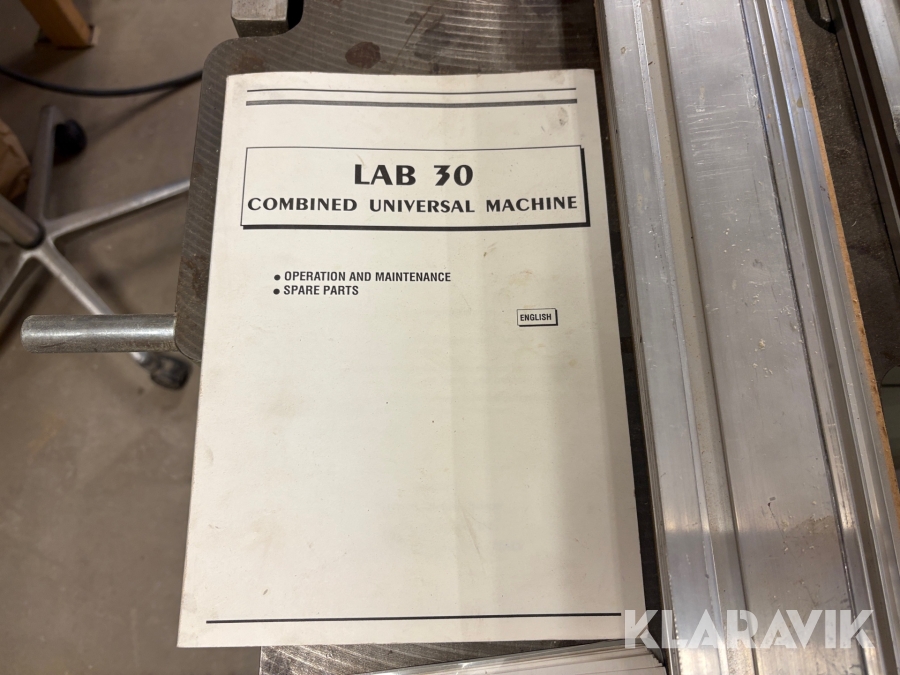 LAB 30
COMBINED UNIVERSAL MACHINE
● OPERATION AND MAINTENANCE
● SPARE PARTS
ENGLISH
KLARAVIK